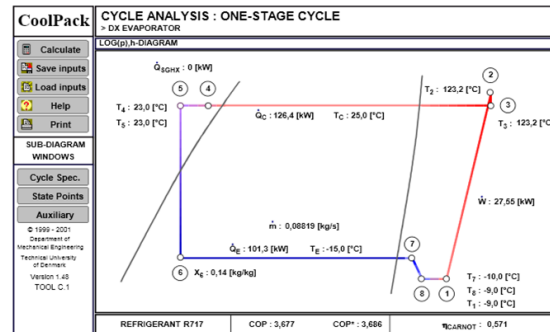 CoolPack
CYCLE ANALYSIS : ONE-STAGE CYCLE
> DX EVAPORATOR
LOG(p),h-DIAGRAM
Calculate
Save inputs
Load inputs
Help
Print
SUB-DIAGRAM
WINDOWS
Cycle Spec.
State Points
Auxiliary
© 1999 - 2001
Department of
Mechanical Engineering
Technical University
of Denmark
Version 1.48
TOOL C.1
Q̇SGHX : 0 [kW]
5
4
2
T2 : 123,2 [°C]
3
T4 : 23,0 [°C]
T5 : 23,0 [°C]
Q̇C : 126,4 [kW]
TC : 25,0 [°C]
T3 : 123,2 [°C]
Ẇ : 27,55 [kW]
ṁ : 0,08819 [kg/s]
Q̇E : 101,3 [kW]
TE : -15,0 [°C]
7
6
X6 : 0,14 [kg/kg]
8
1
T7 : -10,0 [°C]
T8 : -9,0 [°C]
T1 : -9,0 [°C]
REFRIGERANT R717
COP : 3,677
COP* : 3,686
ηCARNOT : 0,571